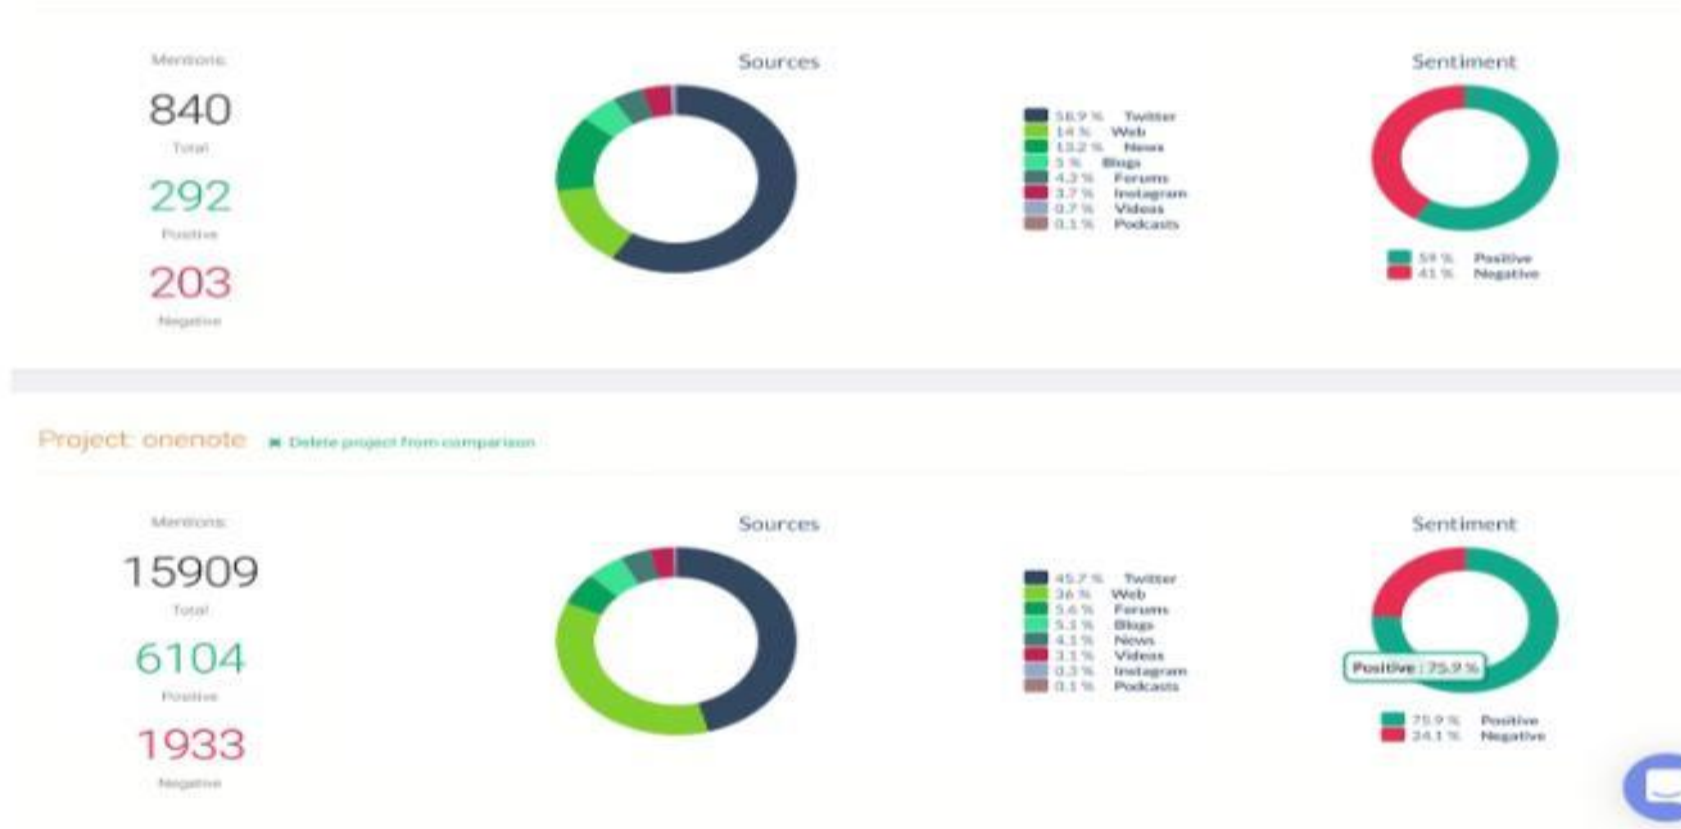 Mentions:
Sources
Sentiment
840
Total
292
Positive
203
Negative
58.9 % Twitter
14 % Web
13.2 % News
5 % Blogs
4.3 % Forums
3.7 % Instagram
0.7 % Videos
0.1 % Podcasts
59 % Positive
41 % Negative
Project: onenote
Delete project from comparison
Mentions:
Sources
Sentiment
15909
Total
6104
Positive
1933
Negative
45.7 % Twitter
36 % Web
5.6 % Forums
5.1 % Blogs
4.1 % News
3.1 % Videos
0.3 % Instagram
0.1 % Podcasts
Positive : 75.9 %
75.9 % Positive
24.1 % Negative